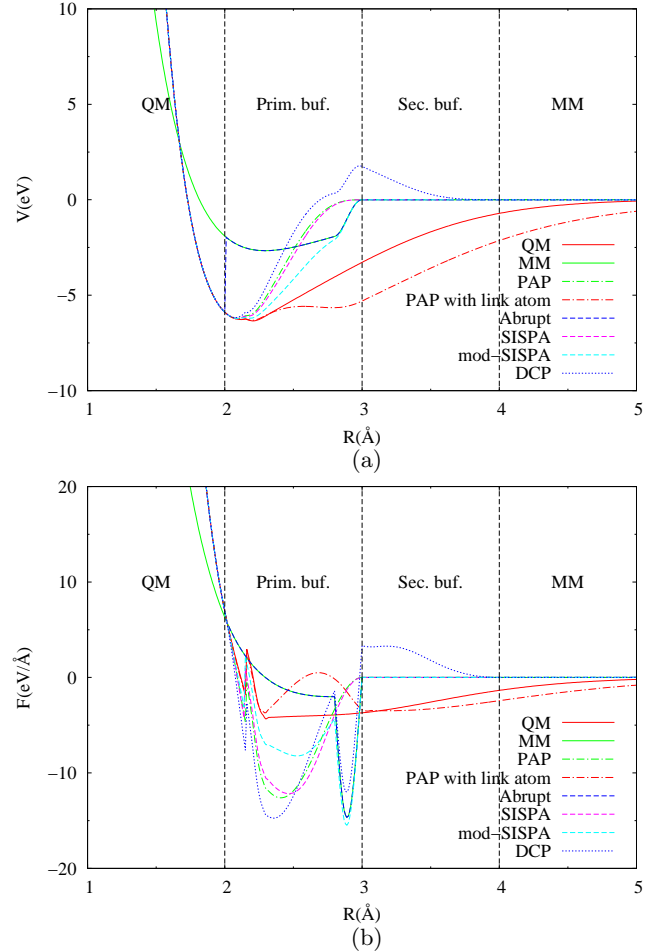 10
5
0
−5
−10
V(eV)
QM
Prim. buf.
Sec. buf.
MM
QM
MM
PAP
PAP with link atom
Abrupt
SISPA
mod−SISPA
DCP
1
2
3
4
5
R(Å)
(a)
20
10
0
−10
−20
F(eV/Å)
QM
Prim. buf.
Sec. buf.
MM
QM
MM
PAP
PAP with link atom
Abrupt
SISPA
mod−SISPA
DCP
1
2
3
4
5
R(Å)
(b)